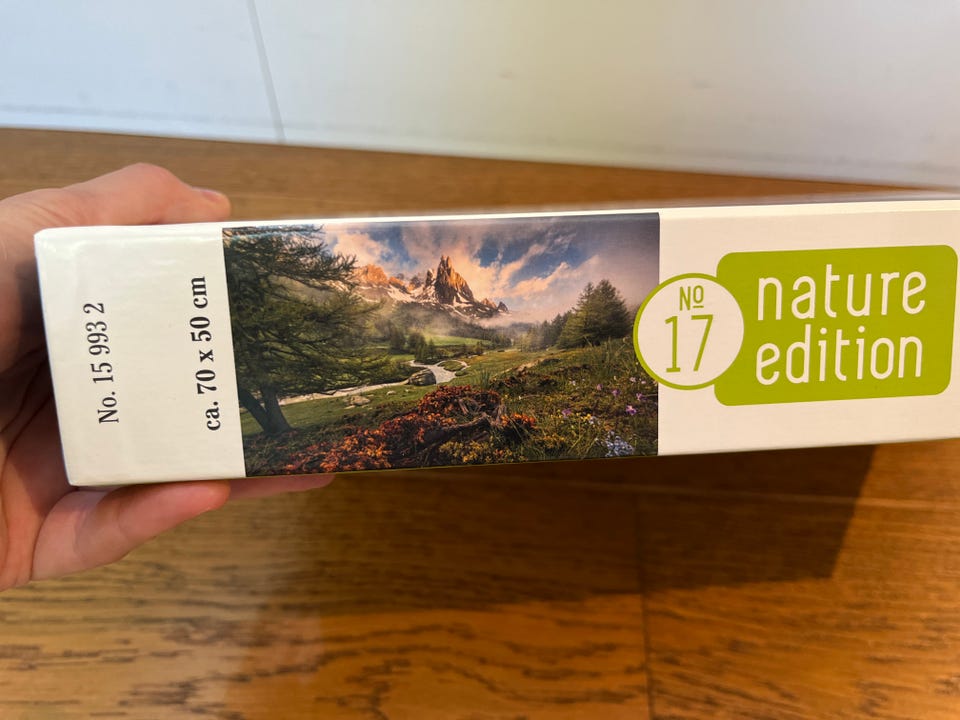 No. 15 993 2
ca. 70 x 50 cm
No
17
nature
edition